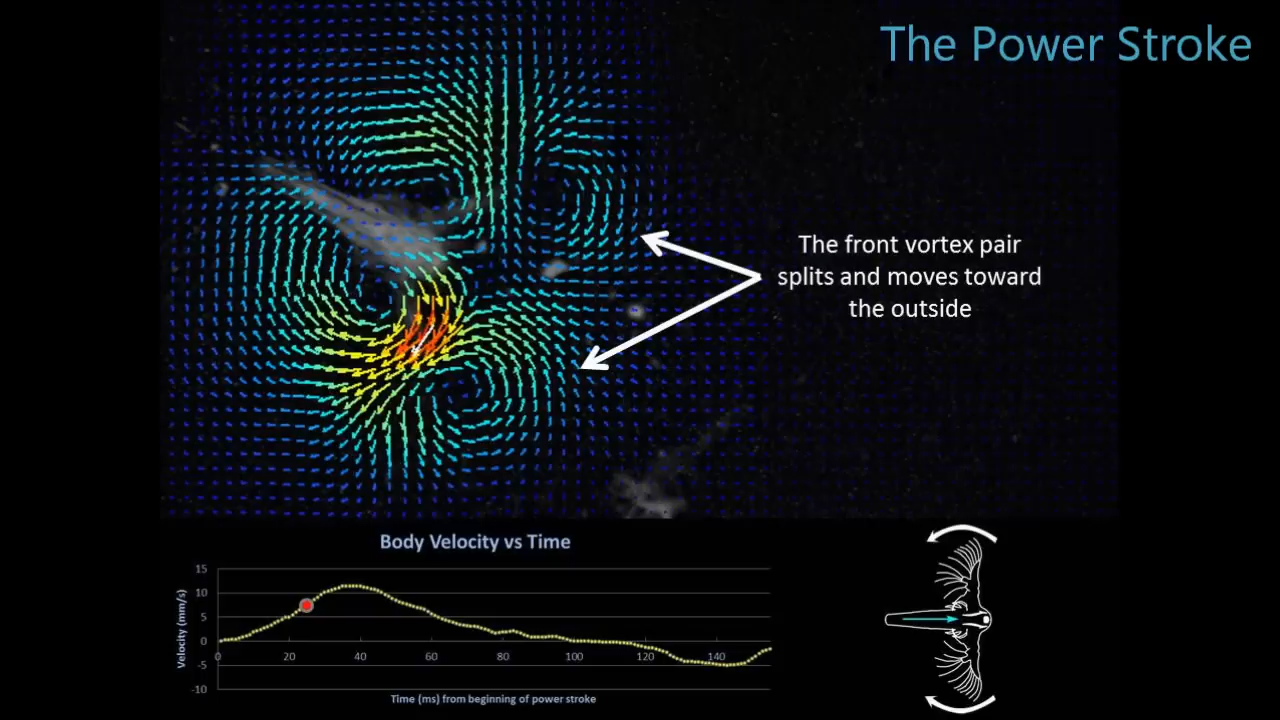 The Power Stroke
The front vortex pair
splits and moves toward
the outside
Body Velocity vs Time
Velocity (mm/s)
15
10
5
0
-5
-10
0 20 40 60 80 100 120 140
Time (ms) from beginning of power stroke